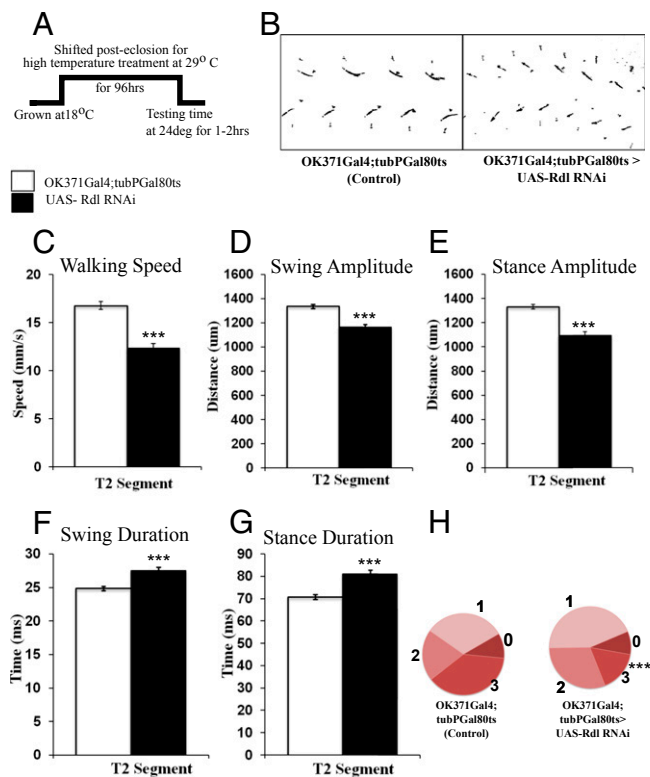 A
Shifted post-eclosion for
high temperature treatment at 29⁰ C
for 96hrs
Grown at18⁰C
Testing time
at 24deg for 1-2hrs
B
OK371Gal4;tubPGal80ts
(Control)
OK371Gal4;tubPGal80ts >
UAS-Rdl RNAi
OK371Gal4;tubPGal80ts
UAS- Rdl RNAi
C
Walking Speed
Speed (mm/s)
20
15
10
5
0
***
T2 Segment
D
Swing Amplitude
Distance (um)
1600
1400
1200
1000
800
600
400
200
0
***
T2 Segment
E
Stance Amplitude
Distance (um)
1600
1400
1200
1000
800
600
400
200
0
***
T2 Segment
F
Swing Duration
Time (ms)
30
25
20
15
10
5
0
***
T2 Segment
G
Stance Duration
Time (ms)
90
80
70
60
50
40
30
20
10
0
***
T2 Segment
H
1
0
2
3
OK371Gal4;
tubPGal80ts
(Control)
1
0
3***
2
OK371Gal4;
tubPGal80ts>
UAS-Rdl RNAi